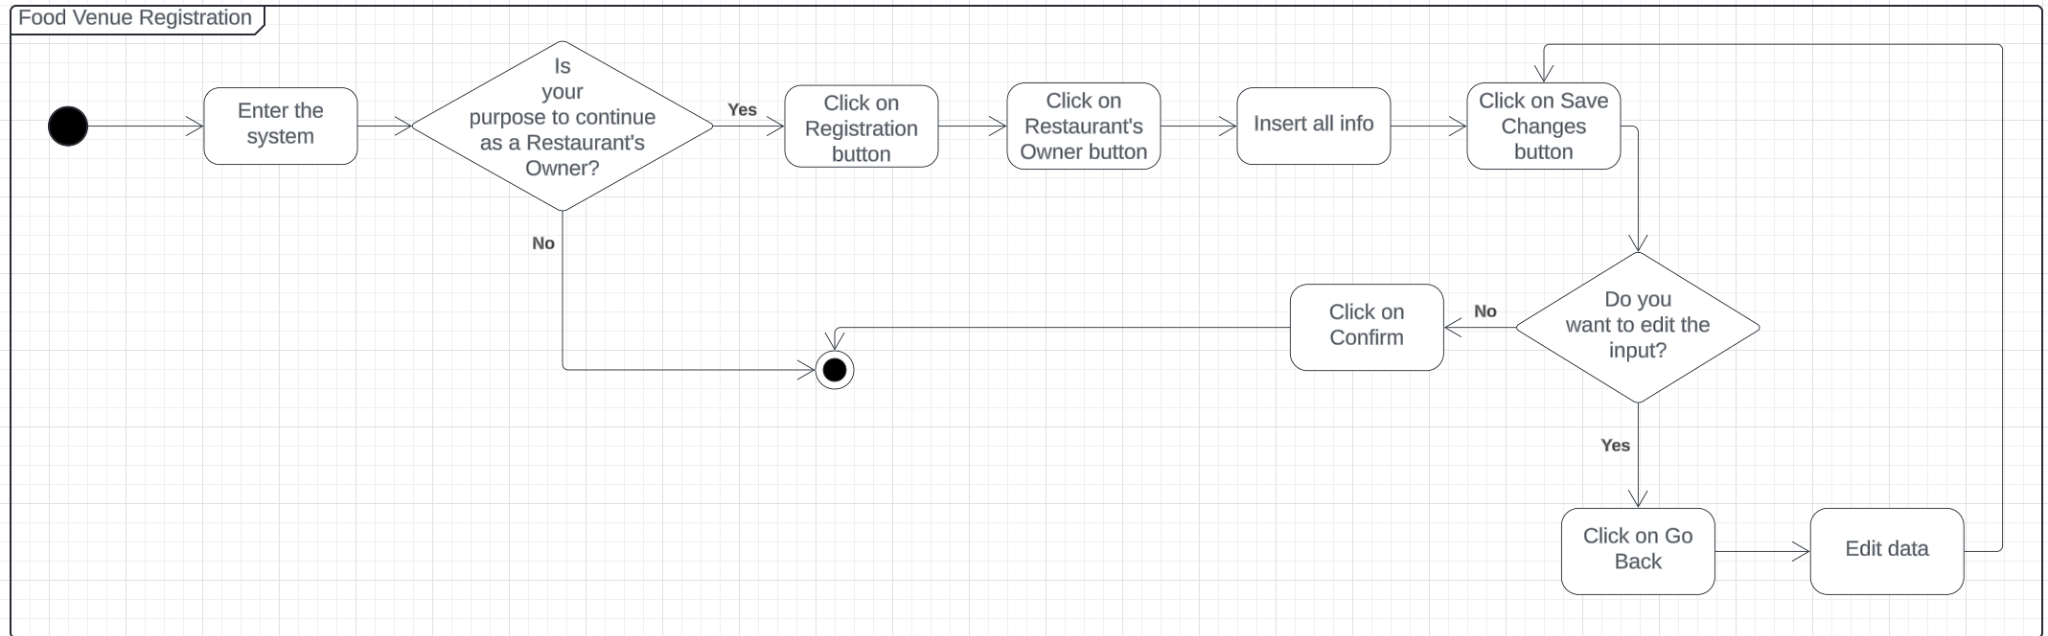 Food Venue Registration
Enter the
system
Is
your
purpose to continue
as a Restaurant's
Owner?
Yes
No
Click on
Registration
button
Click on
Restaurant's
Owner button
Insert all info
Click on Save
Changes
button
Do you
want to edit the
input?
No
Click on
Confirm
Yes
Click on Go
Back
Edit data